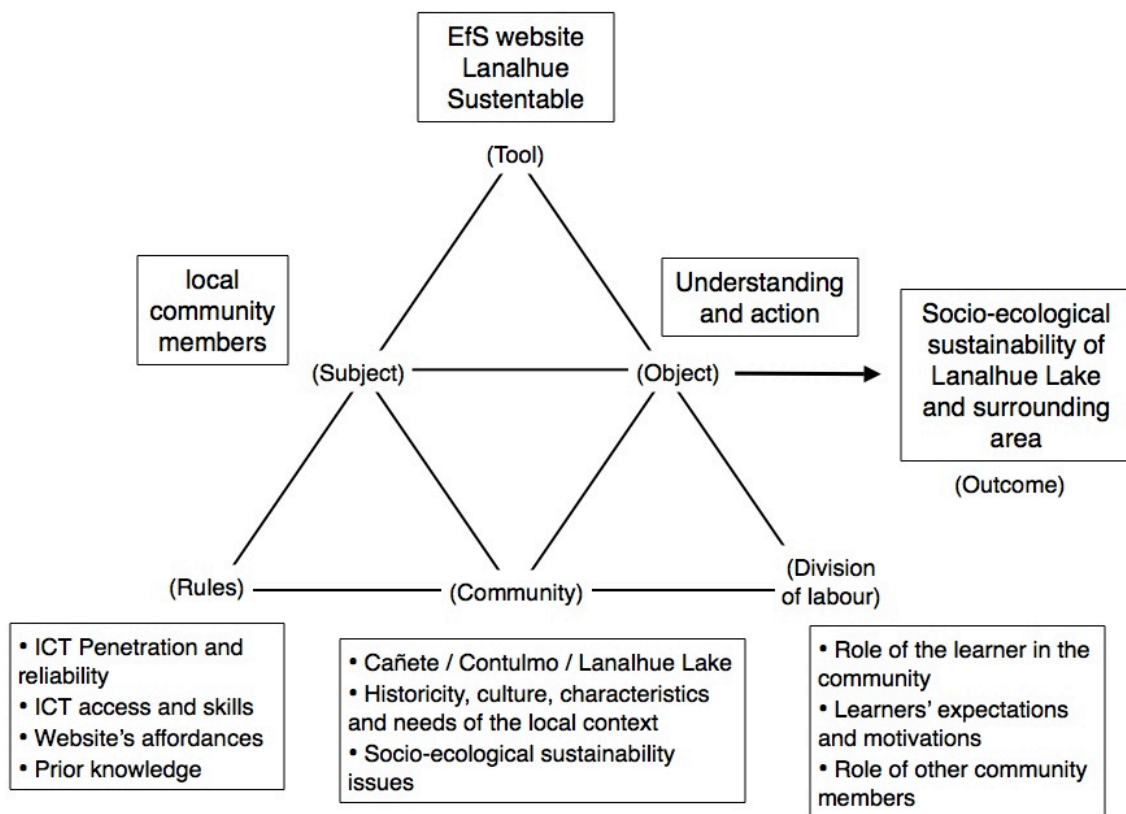 EfS website
Lanalhue
Sustentable
(Tool)
local
community
members
Understanding
and action
Socio-ecological
sustainability of
Lanalhue Lake
and surrounding
area
(Subject)
(Object)
(Outcome)
(Rules)
(Community)
(Division
of labour)
• ICT Penetration and
reliability
• ICT access and skills
• Website's affordances
• Prior knowledge
• Cañete / Contulmo / Lanalhue Lake
• Historicity, culture, characteristics
and needs of the local context
• Socio-ecological sustainability
issues
• Role of the learner in the
community
• Learners' expectations
and motivations
• Role of other community
members